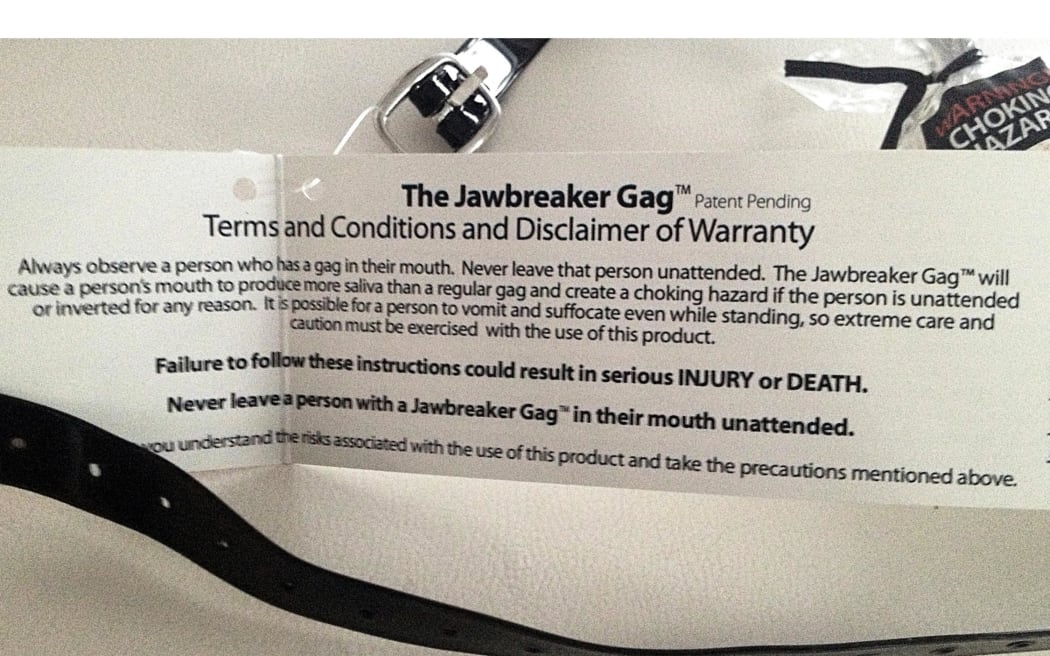 WARNING
CHOKING
HAZARD
The Jawbreaker Gag™ Patent Pending
Terms and Conditions and Disclaimer of Warranty
Always observe a person who has a gag in their mouth. Never leave that person unattended. The Jawbreaker Gag™ will
cause a person's mouth to produce more saliva than a regular gag and create a choking hazard if the person is unattended
or inverted for any reason. It is possible for a person to vomit and suffocate even while standing, so extreme care and
caution must be exercised with the use of this product.
Failure to follow these instructions could result in serious INJURY or DEATH.
Never leave a person with a Jawbreaker Gag™ in their mouth unattended.
you understand the risks associated with the use of this product and take the precautions mentioned above.